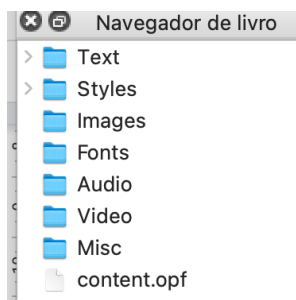 Navegador de livro
Text
Styles
Images
Fonts
Audio
Video
Misc
content.opf